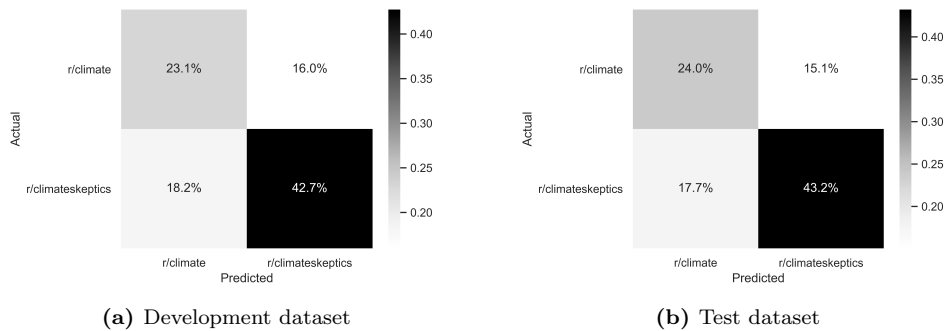 r/climate
23.1%
16.0%
Actual
r/climateskeptics
18.2%
42.7%
r/climate
r/climateskeptics
Predicted
0.40
0.35
0.30
0.25
0.20
(a) Development dataset
r/climate
24.0%
15.1%
Actual
r/climateskeptics
17.7%
43.2%
r/climate
r/climateskeptics
Predicted
0.40
0.35
0.30
0.25
0.20
(b) Test dataset